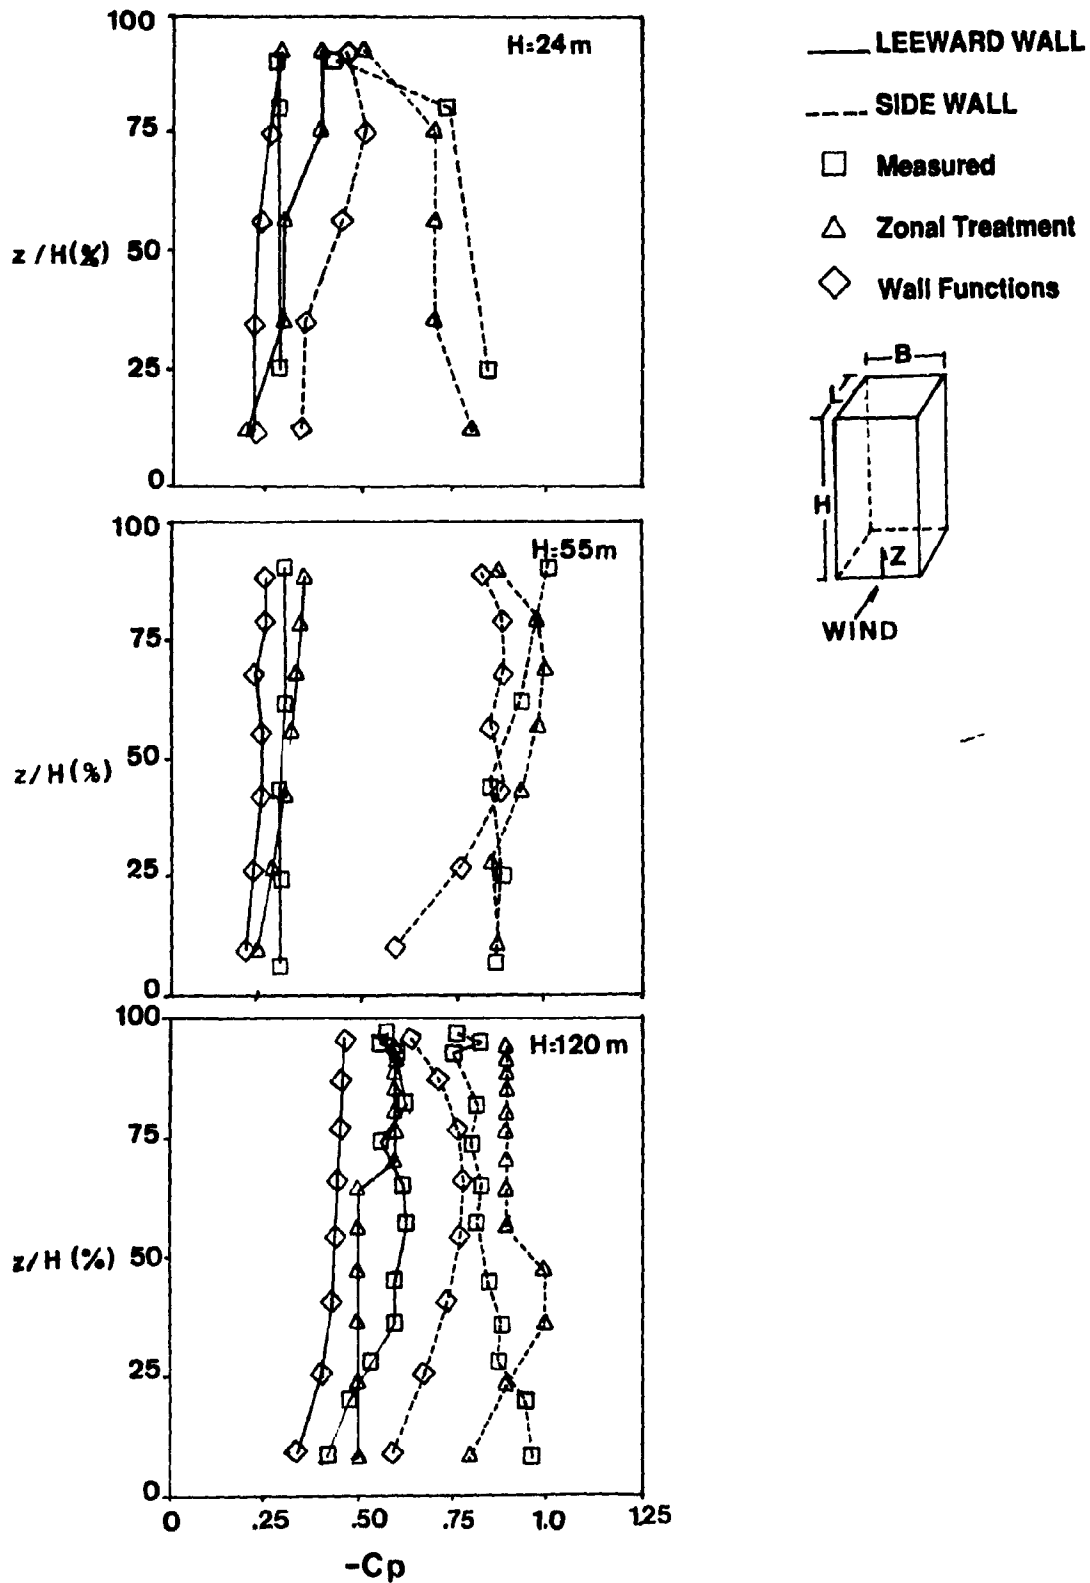 100
H=24m
75
z/H(%)
50
25
0
100
H=55m
75
z/H(%)
50
25
0
100
H=120m
75
z/H(%)
50
25
0
0 .25 .50 .75 1.0 1.25
-Cp
LEEWARD WALL
SIDE WALL
Measured
Zonal Treatment
Wall Functions
B
L
H
Z
WIND